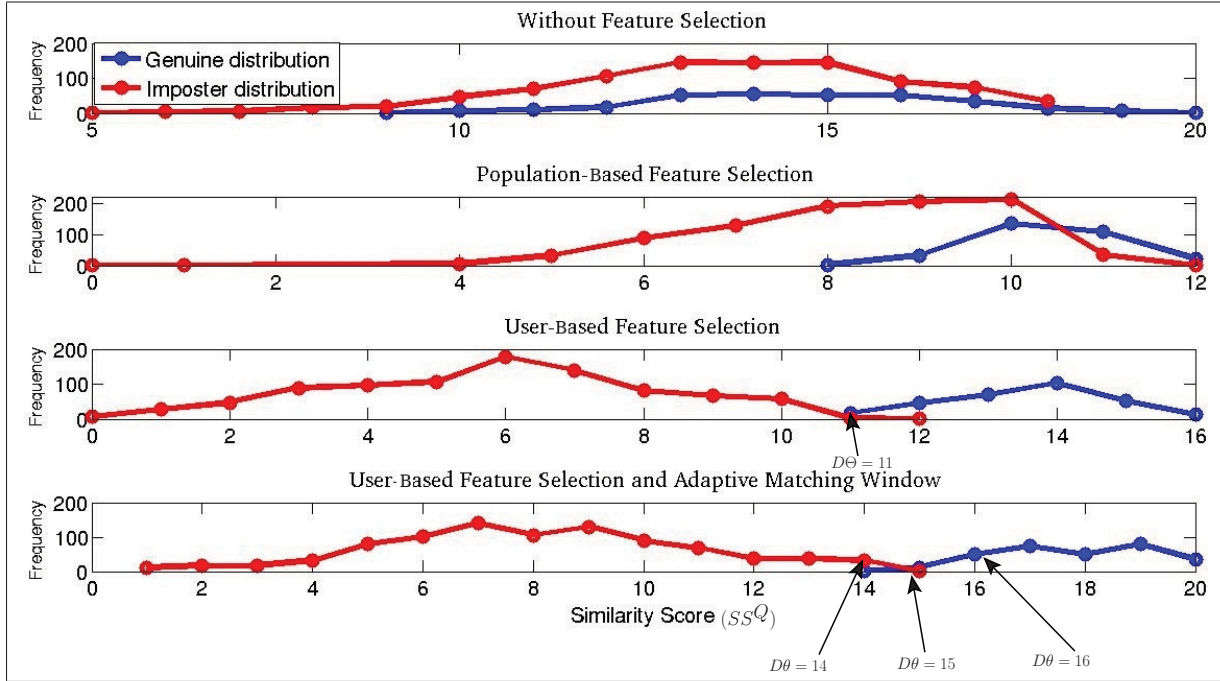 Without Feature Selection
200
100
0
Frequency
Genuine distribution
Imposter distribution
5 10 15 20
Population-Based Feature Selection
200
100
0
Frequency
0 2 4 6 8 10 12
User-Based Feature Selection
200
100
0
Frequency
0 2 4 6 8 10 12 14 16
DΘ = 11
User-Based Feature Selection and Adaptive Matching Window
200
100
0
Frequency
0 2 4 6 8 10 12 14 16 18 20
Similarity Score (SS^Q)
Dθ = 14 Dθ = 15 Dθ = 16